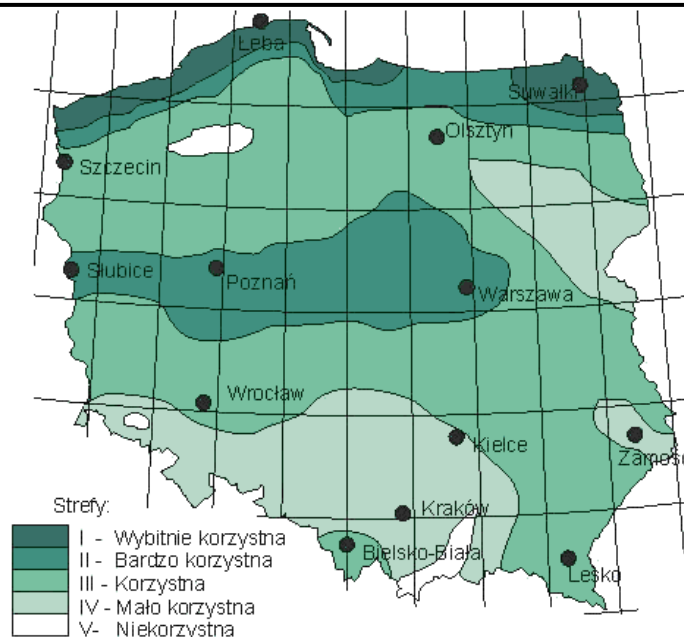 Łeba
Suwałki
Olsztyn
Szczecin
Słubice
Poznań
Warszawa
Wrocław
Kielce
Zamość
Kraków
Bielsko-Biała
Lesko
Strefy:
I - Wybitnie korzystna
II - Bardzo korzystna
III - Korzystna
IV - Mało korzystna
V- Niekorzystna